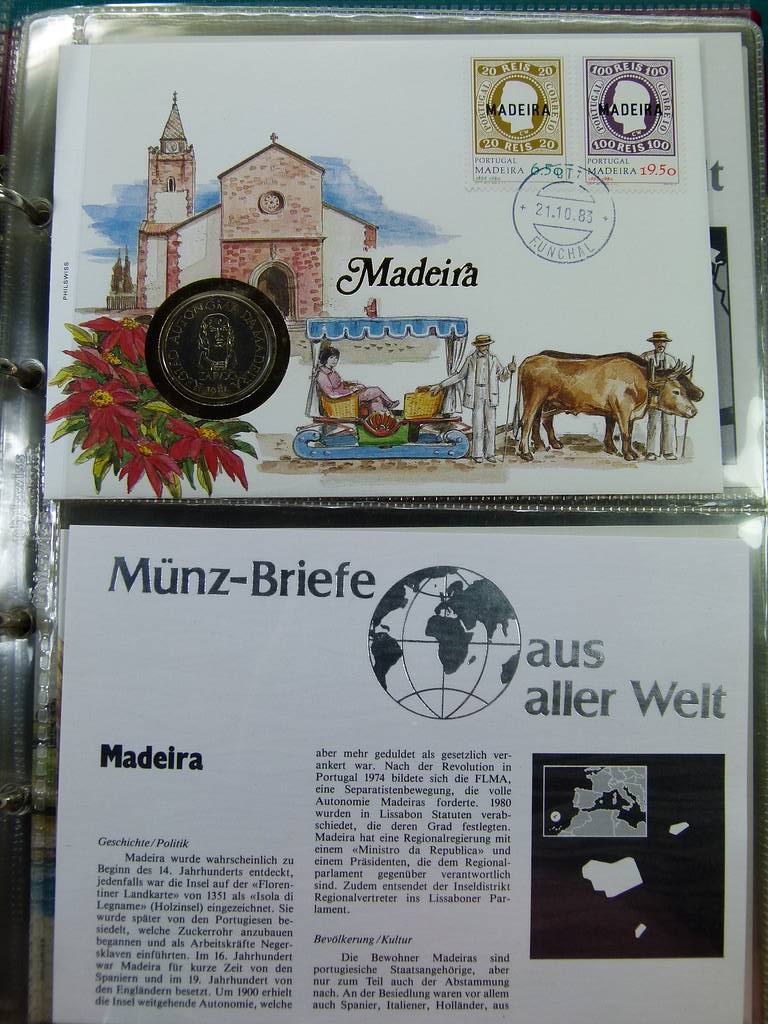 20 REIS 20
PORTUGAL
CORREIO
MADEIRA
20 REIS 20
PORTUGAL
MADEIRA 6.50
100 REIS 100
PORTUGAL
CORREIO
MADEIRA
100 REIS 100
PORTUGAL
MADEIRA 19.50
21.10.83
FUNCHAL
PHILSWISS
Madeira
REGIÃO AUTONOMA DA MADEIRA
ZARCO
1981
Münz-Briefe
aus
aller Welt
Madeira
Geschichte/Politik
Madeira wurde wahrscheinlich zu
Beginn des 14. Jahrhunderts entdeckt,
jedenfalls war die Insel auf der «Floren-
tiner Landkarte» von 1351 als «Isola di
Legname» (Holzinsel) eingezeichnet. Sie
wurde später von den Portugiesen be-
siedelt, welche Zuckerrohr anzubauen
begannen und als Arbeitskräfte Neger-
sklaven einführten. Im 16. Jahrhundert
war Madeira für kurze Zeit von den
Spaniern und im 19. Jahrhundert von
den Engländern besetzt. Um 1900 erhielt
die Insel weitgehende Autonomie, welche
aber mehr geduldet als gesetzlich ver-
ankert war. Nach der Revolution in
Portugal 1974 bildete sich die FLMA,
eine Separatistenbewegung, die volle
Autonomie Madeiras forderte. 1980
wurden in Lissabon Statuten verab-
schiedet, die deren Grad festlegten.
Madeira hat eine Regionalregierung mit
einem «Ministro da Republica» und
einem Präsidenten, die dem Regional-
parlament gegenüber verantwortlich
sind. Zudem entsendet der Inseldistrikt
Regionalvertreter ins Lissaboner Par-
lament.
Bevölkerung/Kultur
Die Bewohner Madeiras sind
portugiesische Staatsangehörige, aber
nur zum Teil auch der Abstammung
nach. An der Besiedlung waren vor allem
auch Spanier, Italiener, Holländer, aus